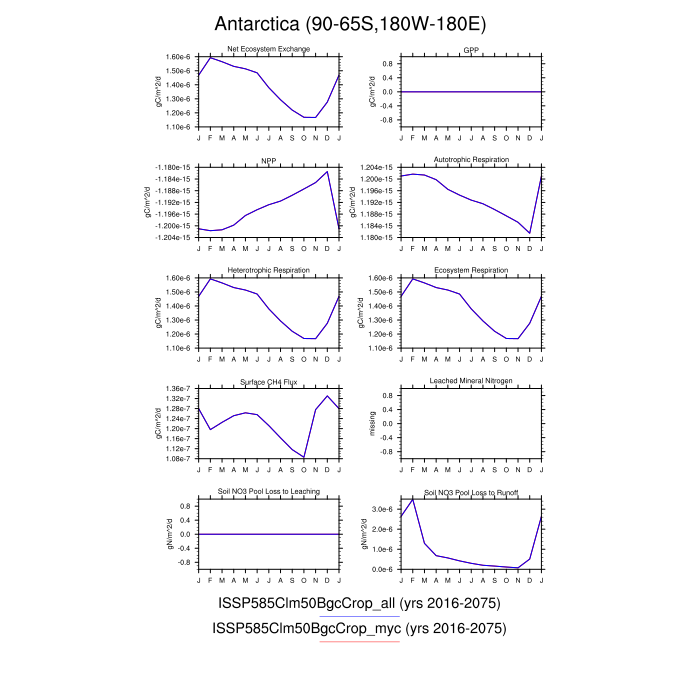 Antarctica (90-65S,180W-180E)
Net Ecosystem Exchange
GPP
1.60e-6
1.50e-6
1.40e-6
1.30e-6
1.20e-6
1.10e-6
gC/m^2/d
J F M A M J J A S O N D J
0.8
0.4
0.0
-0.4
-0.8
gC/m^2/d
J F M A M J J A S O N D J
NPP
Autotrophic Respiration
-1.180e-15
-1.184e-15
-1.188e-15
-1.192e-15
-1.196e-15
-1.200e-15
-1.204e-15
gC/m^2/d
J F M A M J J A S O N D J
1.204e-15
1.200e-15
1.196e-15
1.192e-15
1.188e-15
1.184e-15
1.180e-15
gC/m^2/d
J F M A M J J A S O N D J
Heterotrophic Respiration
Ecosystem Respiration
1.60e-6
1.50e-6
1.40e-6
1.30e-6
1.20e-6
1.10e-6
gC/m^2/d
J F M A M J J A S O N D J
1.60e-6
1.50e-6
1.40e-6
1.30e-6
1.20e-6
1.10e-6
gC/m^2/d
J F M A M J J A S O N D J
Surface CH4 Flux
Leached Mineral Nitrogen
1.36e-7
1.32e-7
1.28e-7
1.24e-7
1.20e-7
1.16e-7
1.12e-7
1.08e-7
gC/m^2/d
J F M A M J J A S O N D J
0.8
0.4
0.0
-0.4
-0.8
missing
J F M A M J J A S O N D J
Soil NO3 Pool Loss to Leaching
Soil NO3 Pool Loss to Runoff
0.8
0.4
0.0
-0.4
-0.8
gN/m^2/d
J F M A M J J A S O N D J
3.0e-6
2.0e-6
1.0e-6
0.0e-6
gN/m^2/d
J F M A M J J A S O N D J
ISSP585Clm50BgcCrop_all (yrs 2016-2075)
ISSP585Clm50BgcCrop_myc (yrs 2016-2075)